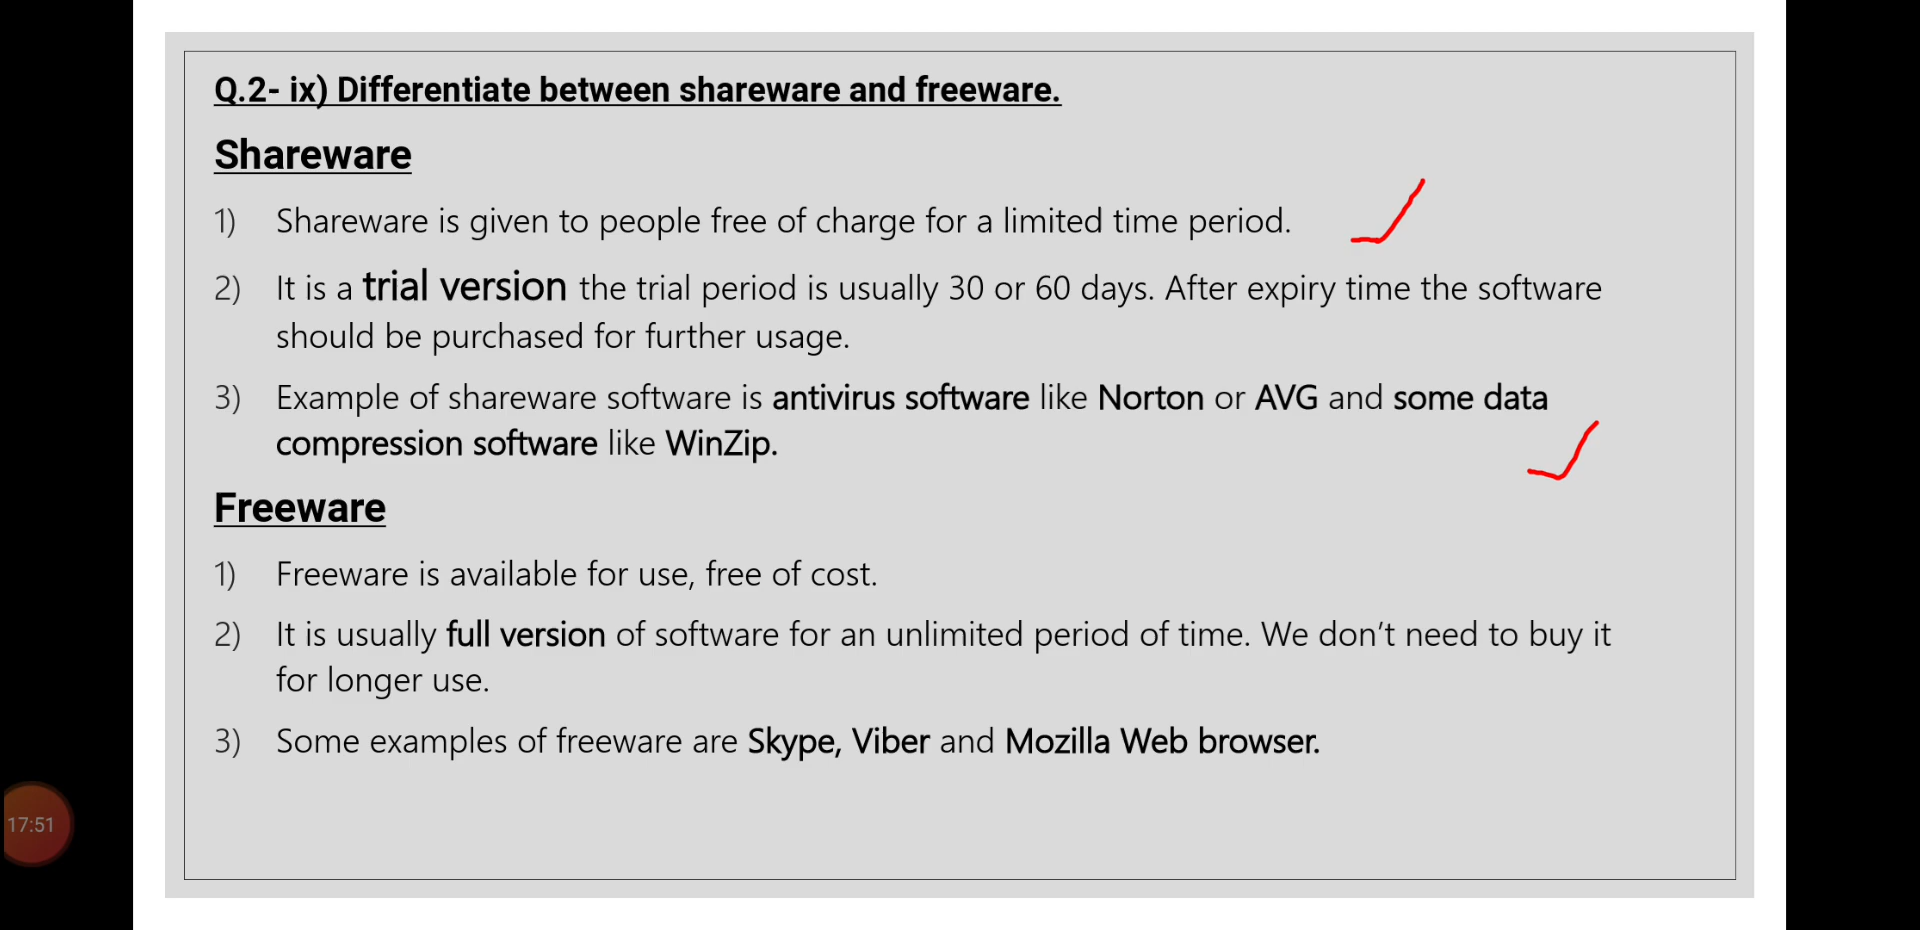 Q.2- ix) Differentiate between shareware and freeware.
Shareware
1) Shareware is given to people free of charge for a limited time period.
2) It is a trial version the trial period is usually 30 or 60 days. After expiry time the software
should be purchased for further usage.
3) Example of shareware software is antivirus software like Norton or AVG and some data
compression software like WinZip.
Freeware
1) Freeware is available for use, free of cost.
2) It is usually full version of software for an unlimited period of time. We don’t need to buy it
for longer use.
3) Some examples of freeware are Skype, Viber and Mozilla Web browser.
17:51